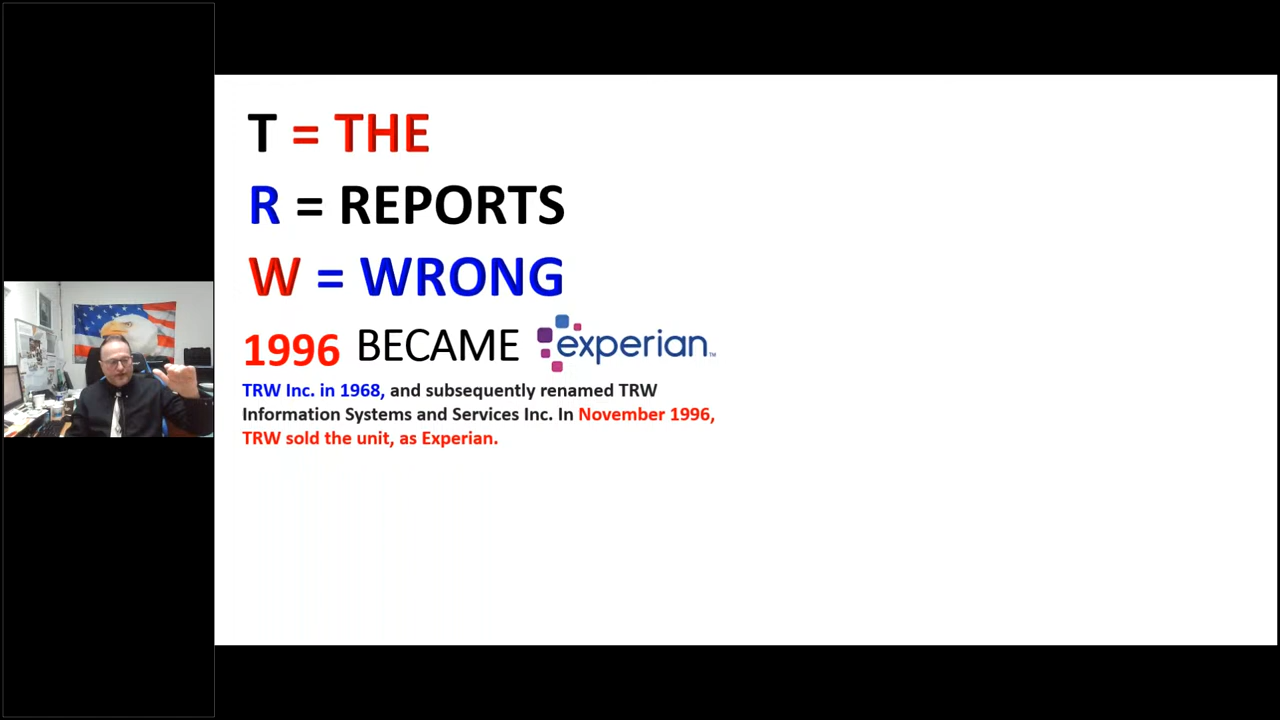 T = THE
R = REPORTS
W = WRONG
1996 BECAME experian™
TRW Inc. in 1968, and subsequently renamed TRW
Information Systems and Services Inc. In November 1996,
TRW sold the unit, as Experian.